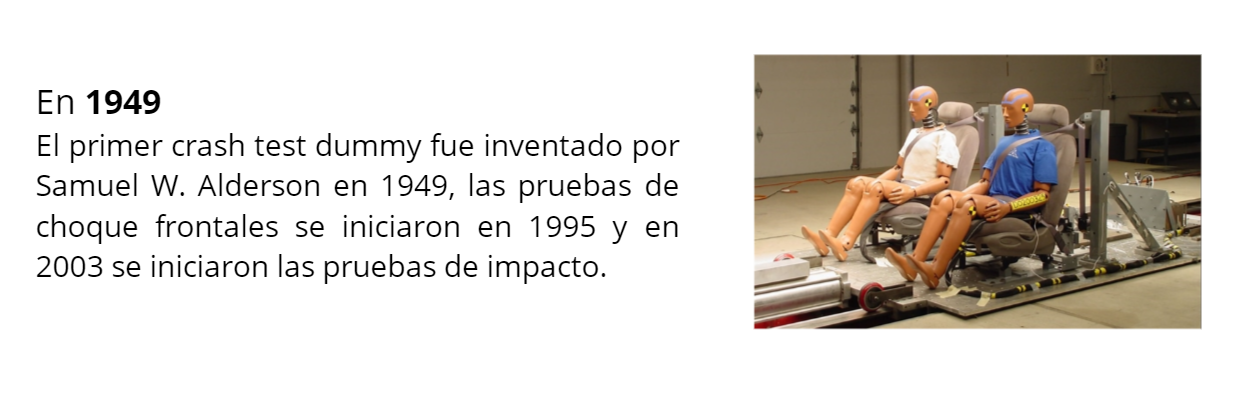 En 1949
El primer crash test dummy fue inventado por
Samuel W. Alderson en 1949, las pruebas de
choque frontales se iniciaron en 1995 y en
2003 se iniciaron las pruebas de impacto.